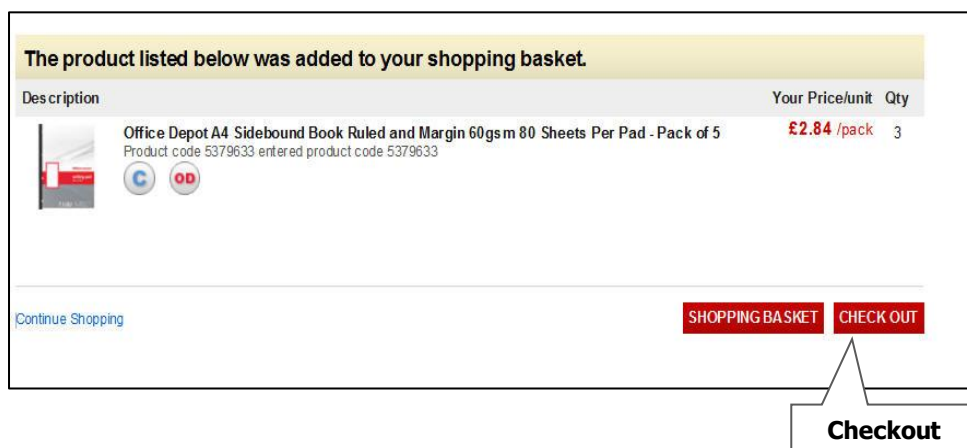 The product listed below was added to your shopping basket.
Description Your Price/unit Qty
Office Depot A4 Sidebound Book Ruled and Margin 60gsm 80 Sheets Per Pad - Pack of 5 £2.84 /pack 3
Product code 5379633 entered product code 5379633
C OD
Continue Shopping SHOPPING BASKET CHECK OUT
Checkout